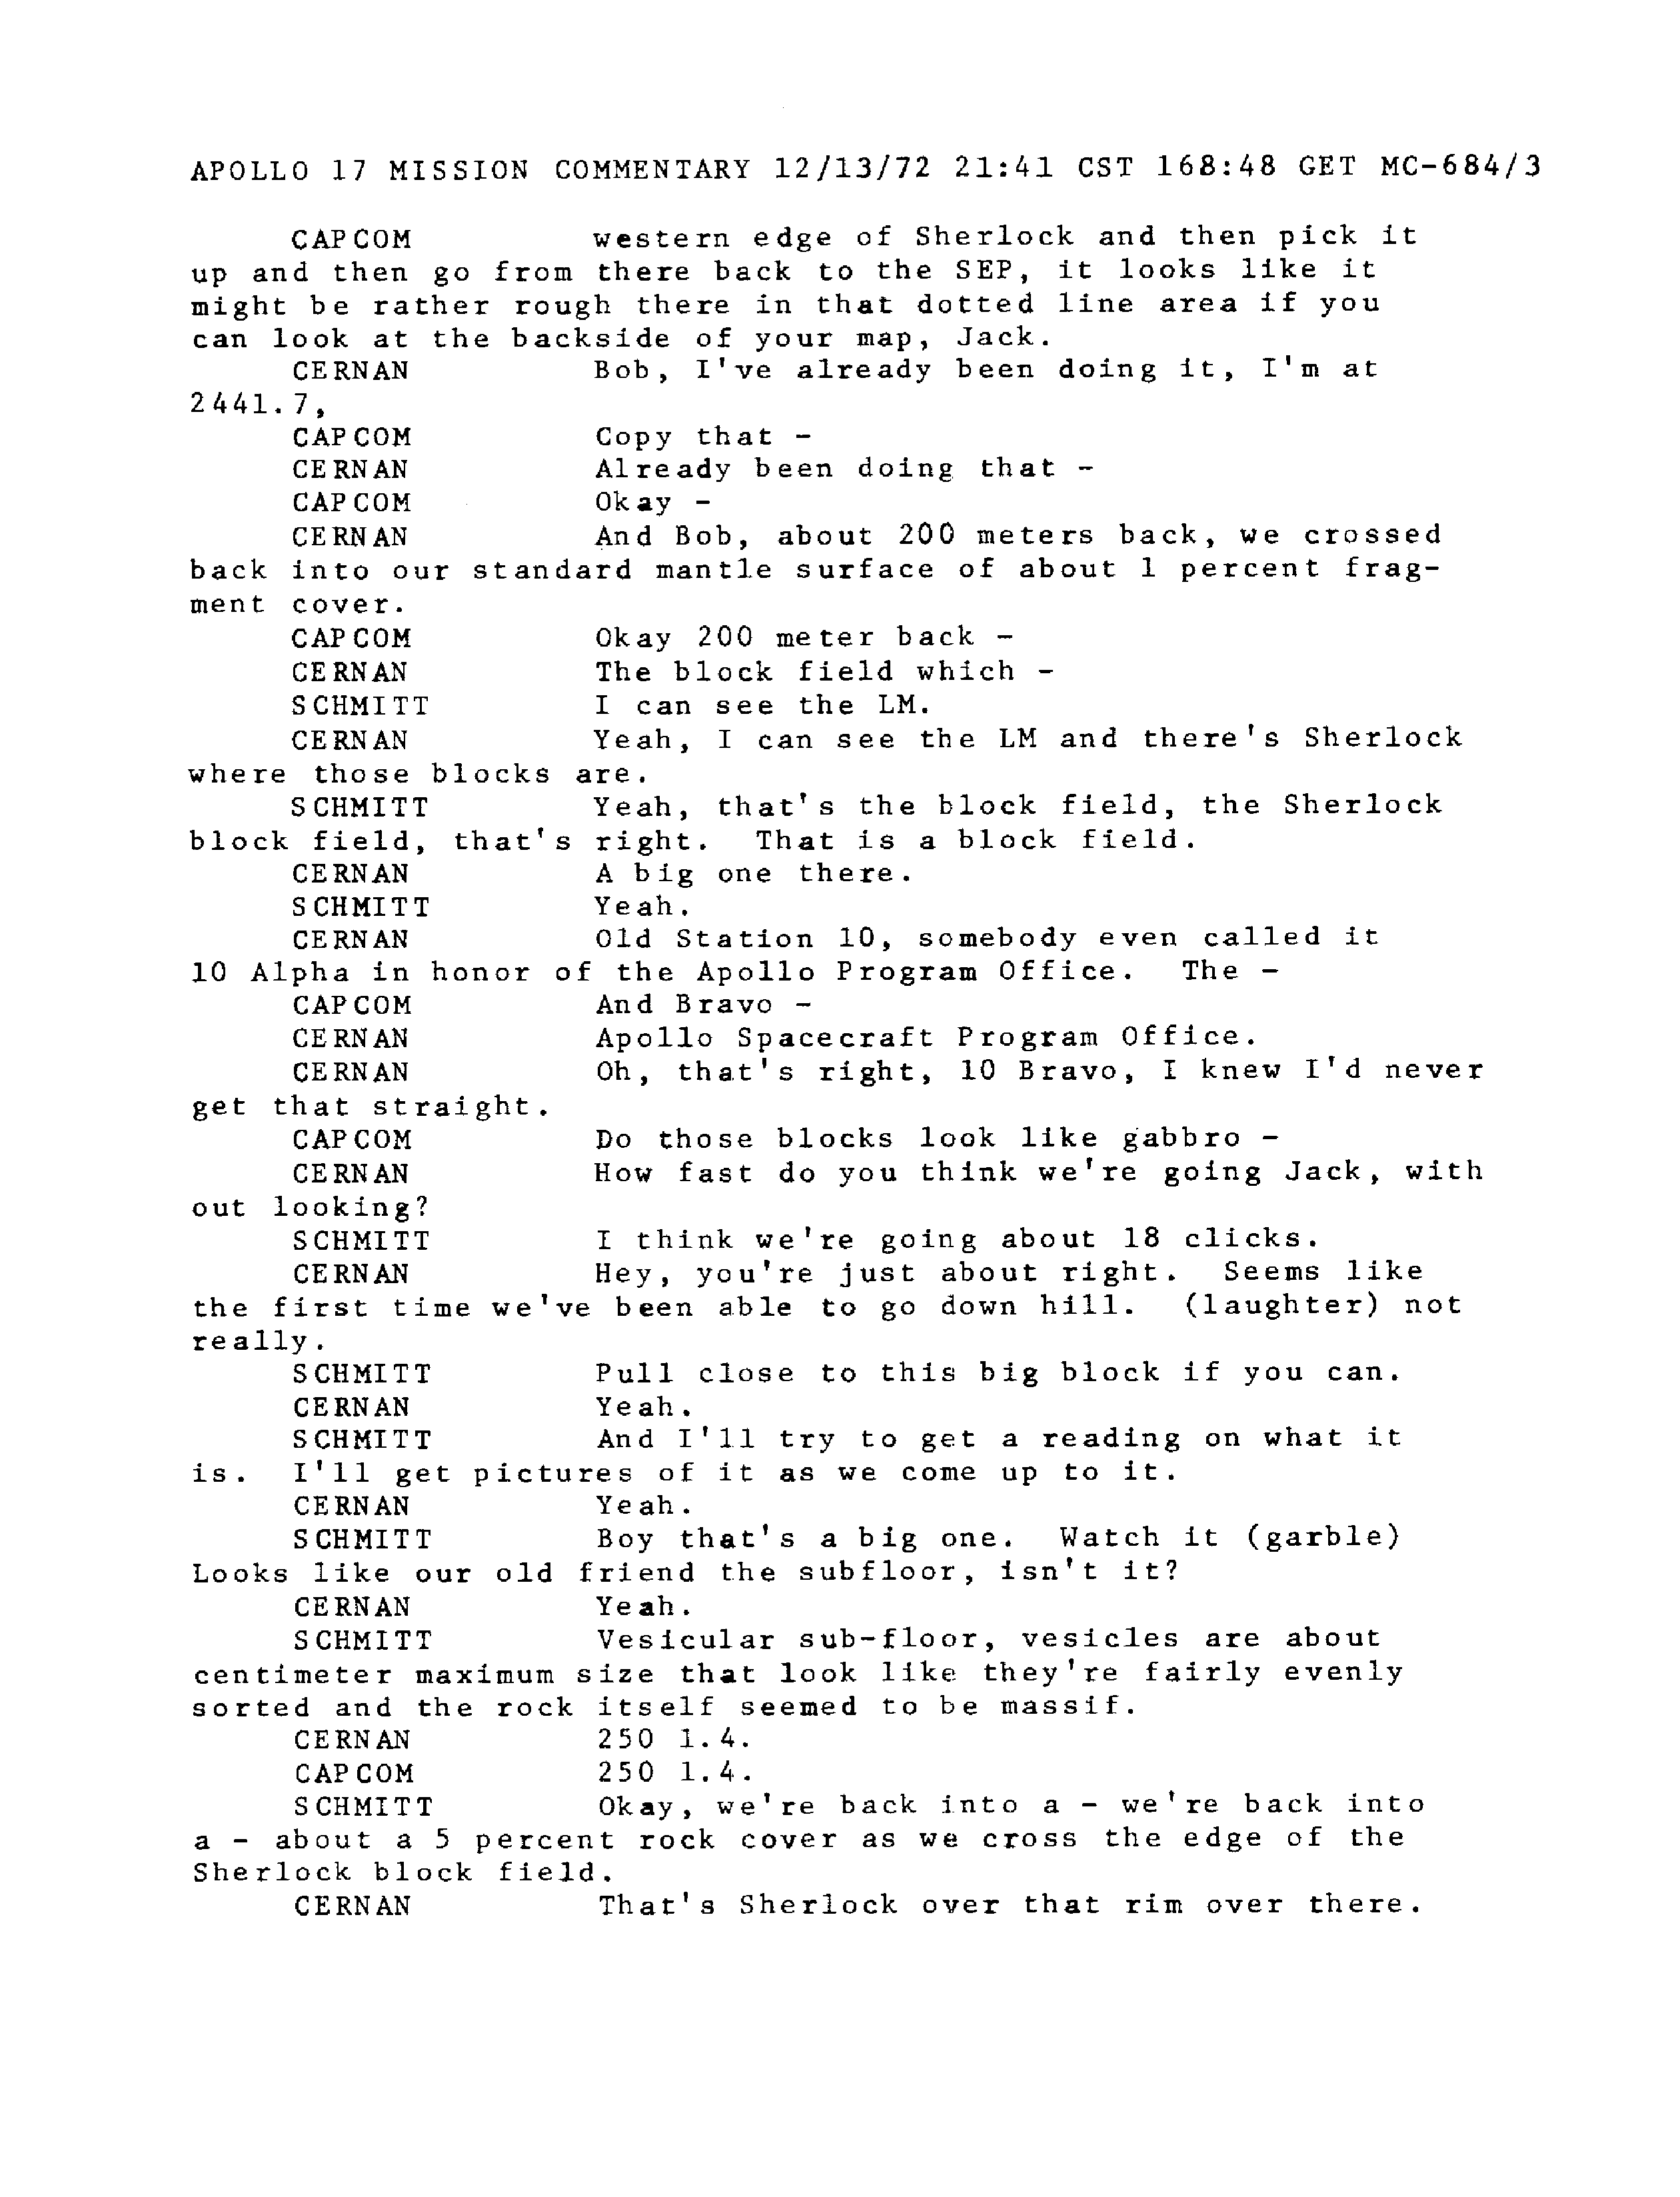 APOLLO 17 MISSION COMMENTARY 12/13/72 21:41 CST 168:48 GET MC-684/3
CAPCOM western edge of Sherlock and then pick it
up and then go from there back to the SEP, it looks like it
might be rather rough there in that dotted line area if you
can look at the backside of your map, Jack.
CERNAN Bob, I've already been doing it, I'm at
2441.7,
CAPCOM Copy that -
CERNAN Already been doing that -
CAPCOM Okay -
CERNAN And Bob, about 200 meters back, we crossed
back into our standard mantle surface of about 1 percent frag-
ment cover.
CAPCOM Okay 200 meter back -
CERNAN The block field which -
SCHMITT I can see the LM.
CERNAN Yeah, I can see the LM and there's Sherlock
where those blocks are.
SCHMITT Yeah, that's the block field, the Sherlock
block field, that's right. That is a block field.
CERNAN A big one there.
SCHMITT Yeah.
CERNAN Old Station 10, somebody even called it
10 Alpha in honor of the Apollo Program Office. The -
CAPCOM And Bravo -
CERNAN Apollo Spacecraft Program Office.
CERNAN Oh, that's right, 10 Bravo, I knew I'd never
get that straight.
CAPCOM Do those blocks look like gabbro -
CERNAN How fast do you think we're going Jack, with
out looking?
SCHMITT I think we're going about 18 clicks.
CERNAN Hey, you're just about right. Seems like
the first time we've been able to go down hill. (laughter) not
really.
SCHMITT Pull close to this big block if you can.
CERNAN Yeah.
SCHMITT And I'll try to get a reading on what it
is. I'll get pictures of it as we come up to it.
CERNAN Yeah.
SCHMITT Boy that's a big one. Watch it (garble)
Looks like our old friend the subfloor, isn't it?
CERNAN Yeah.
SCHMITT Vesicular sub-floor, vesicles are about
centimeter maximum size that look like they're fairly evenly
sorted and the rock itself seemed to be massif.
CERNAN 250 1.4.
CAPCOM 250 1.4.
SCHMITT Okay, we're back into a - we're back into
a - about a 5 percent rock cover as we cross the edge of the
Sherlock block field.
CERNAN That's Sherlock over that rim over there.